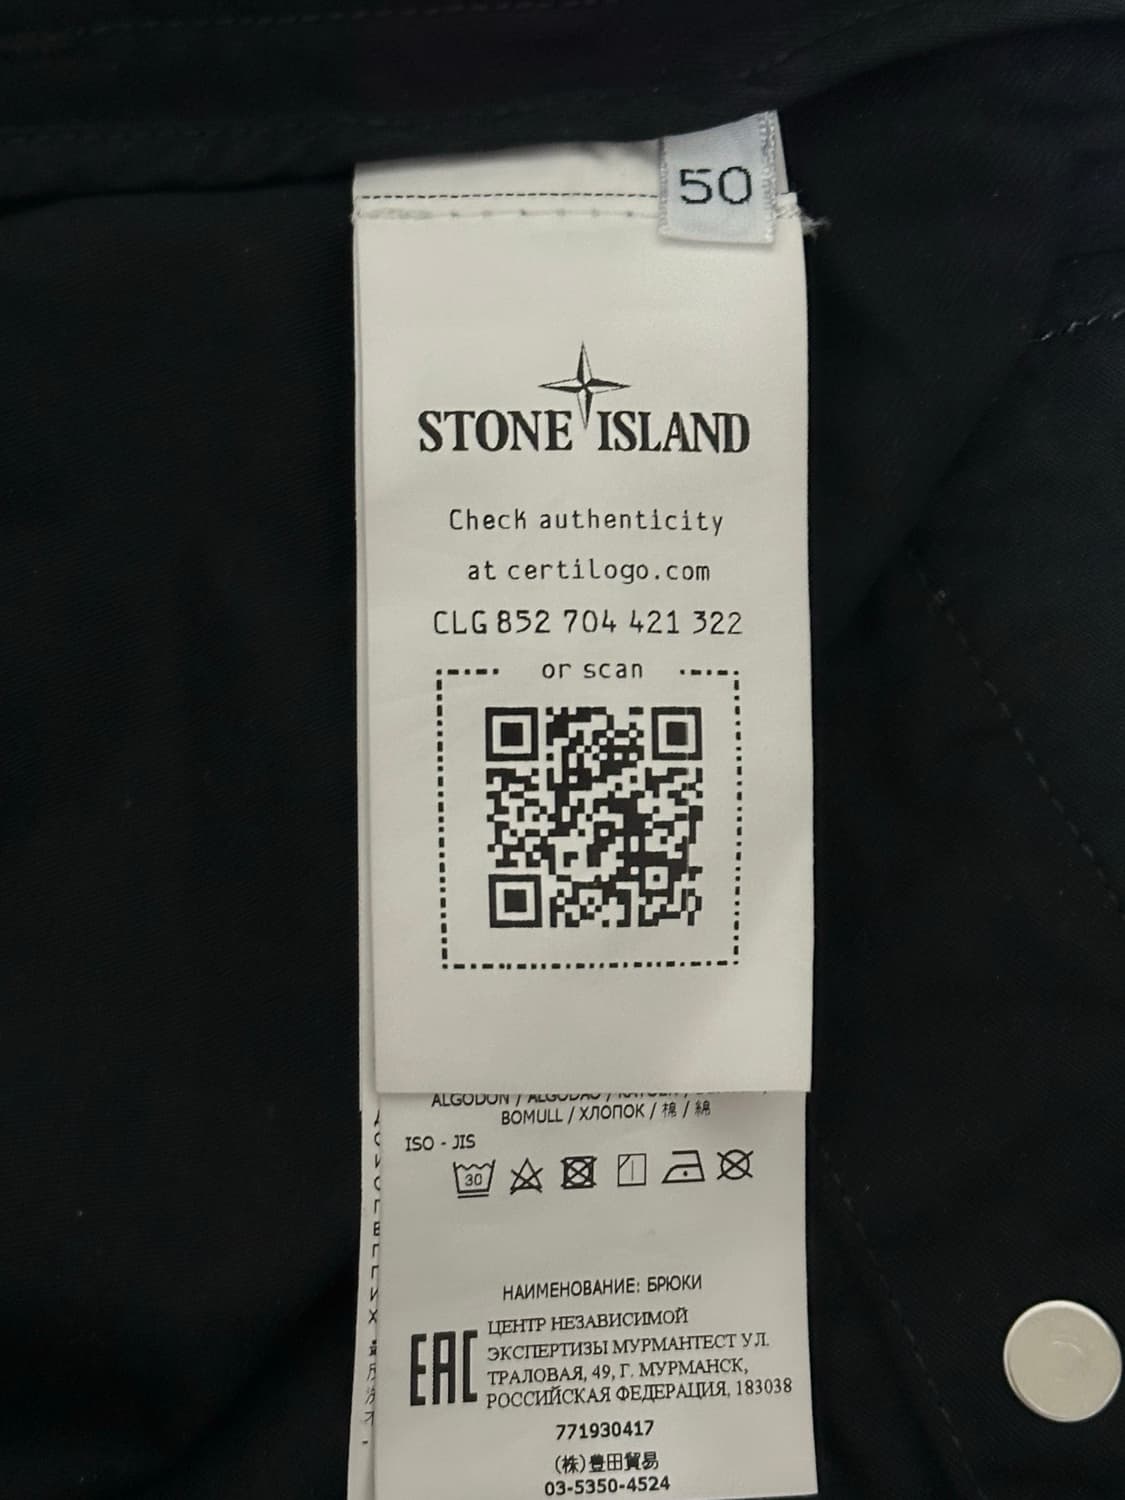 50
STONE ISLAND
Check authenticity
at certilogo.com
CLG 852 704 421 322
or scan
ALGODON /
BOMULL / ХЛОПОК / 棉 / 綿
ISO - JIS
30
НАИМЕНОВАНИЕ: БРЮКИ
ЦЕНТР НЕЗАВИСИМОЙ
ЭКСПЕРТИЗЫ МУРМАНТЕСТ УЛ.
ТРАЛОВАЯ, 49, Г. МУРМАНСК,
РОССИЙСКАЯ ФЕДЕРАЦИЯ, 183038
EAC
771930417
(株)豊田貿易
03-5350-4524